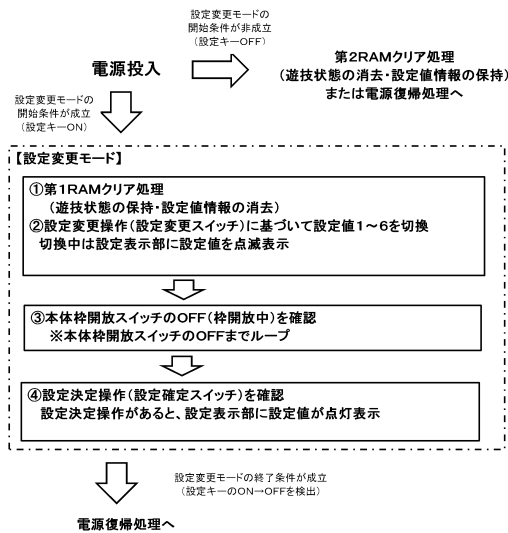 設定変更モードの
開始条件が非成立
(設定キーOFF)
電源投入
第2RAMクリア処理
(遊技状態の消去・設定値情報の保持)
または電源復帰処理へ
設定変更モードの
開始条件が成立
(設定キーON)
【設定変更モード】
①第1RAMクリア処理
(遊技状態の保持・設定値情報の消去)
②設定変更操作(設定変更スイッチ)に基づいて設定値1～6を切換
切換中は設定表示部に設定値を点滅表示
③本体枠開放スイッチのOFF(枠開放中)を確認
※本体枠開放スイッチのOFFまでループ
④設定決定操作(設定確定スイッチ)を確認
設定決定操作があると、設定表示部に設定値が点灯表示
設定変更モードの終了条件が成立
(設定キーのON→OFFを検出)
電源復帰処理へ